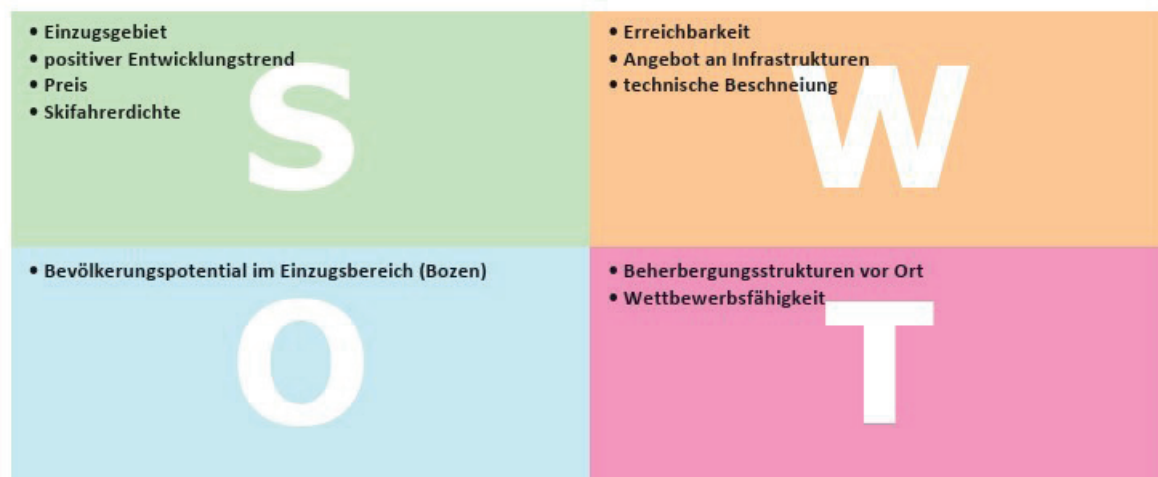 • Einzugsgebiet
• positiver Entwicklungstrend
• Preis
• Skifahrerdichte
S
• Erreichbarkeit
• Angebot an Infrastrukturen
• technische Beschneiung
W
• Bevölkerungspotential im Einzugsbereich (Bozen)
O
• Beherbergungsstrukturen vor Ort
• Wettbewerbsfähigkeit
T